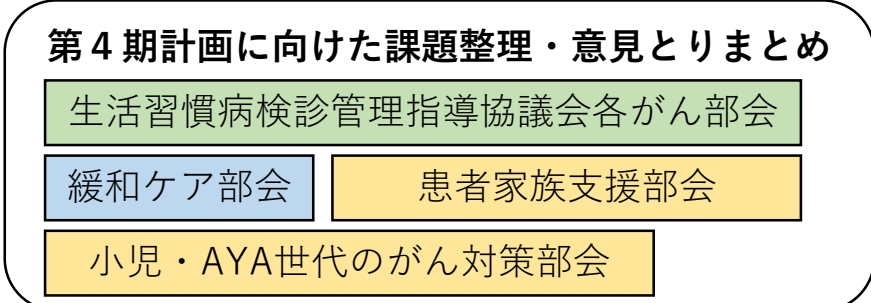 第４期計画に向けた課題整理・意見とりまとめ
生活習慣病検診管理指導協議会各がん部会
緩和ケア部会
患者家族支援部会
小児・AYA世代のがん対策部会